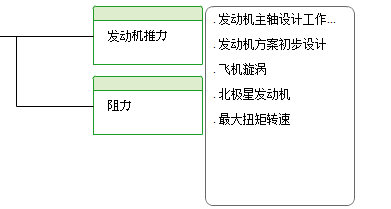 发动机推力
阻力
. 发动机主轴设计工作...
. 发动机方案初步设计
. 飞机漩涡
. 北极星发动机
. 最大扭矩转速